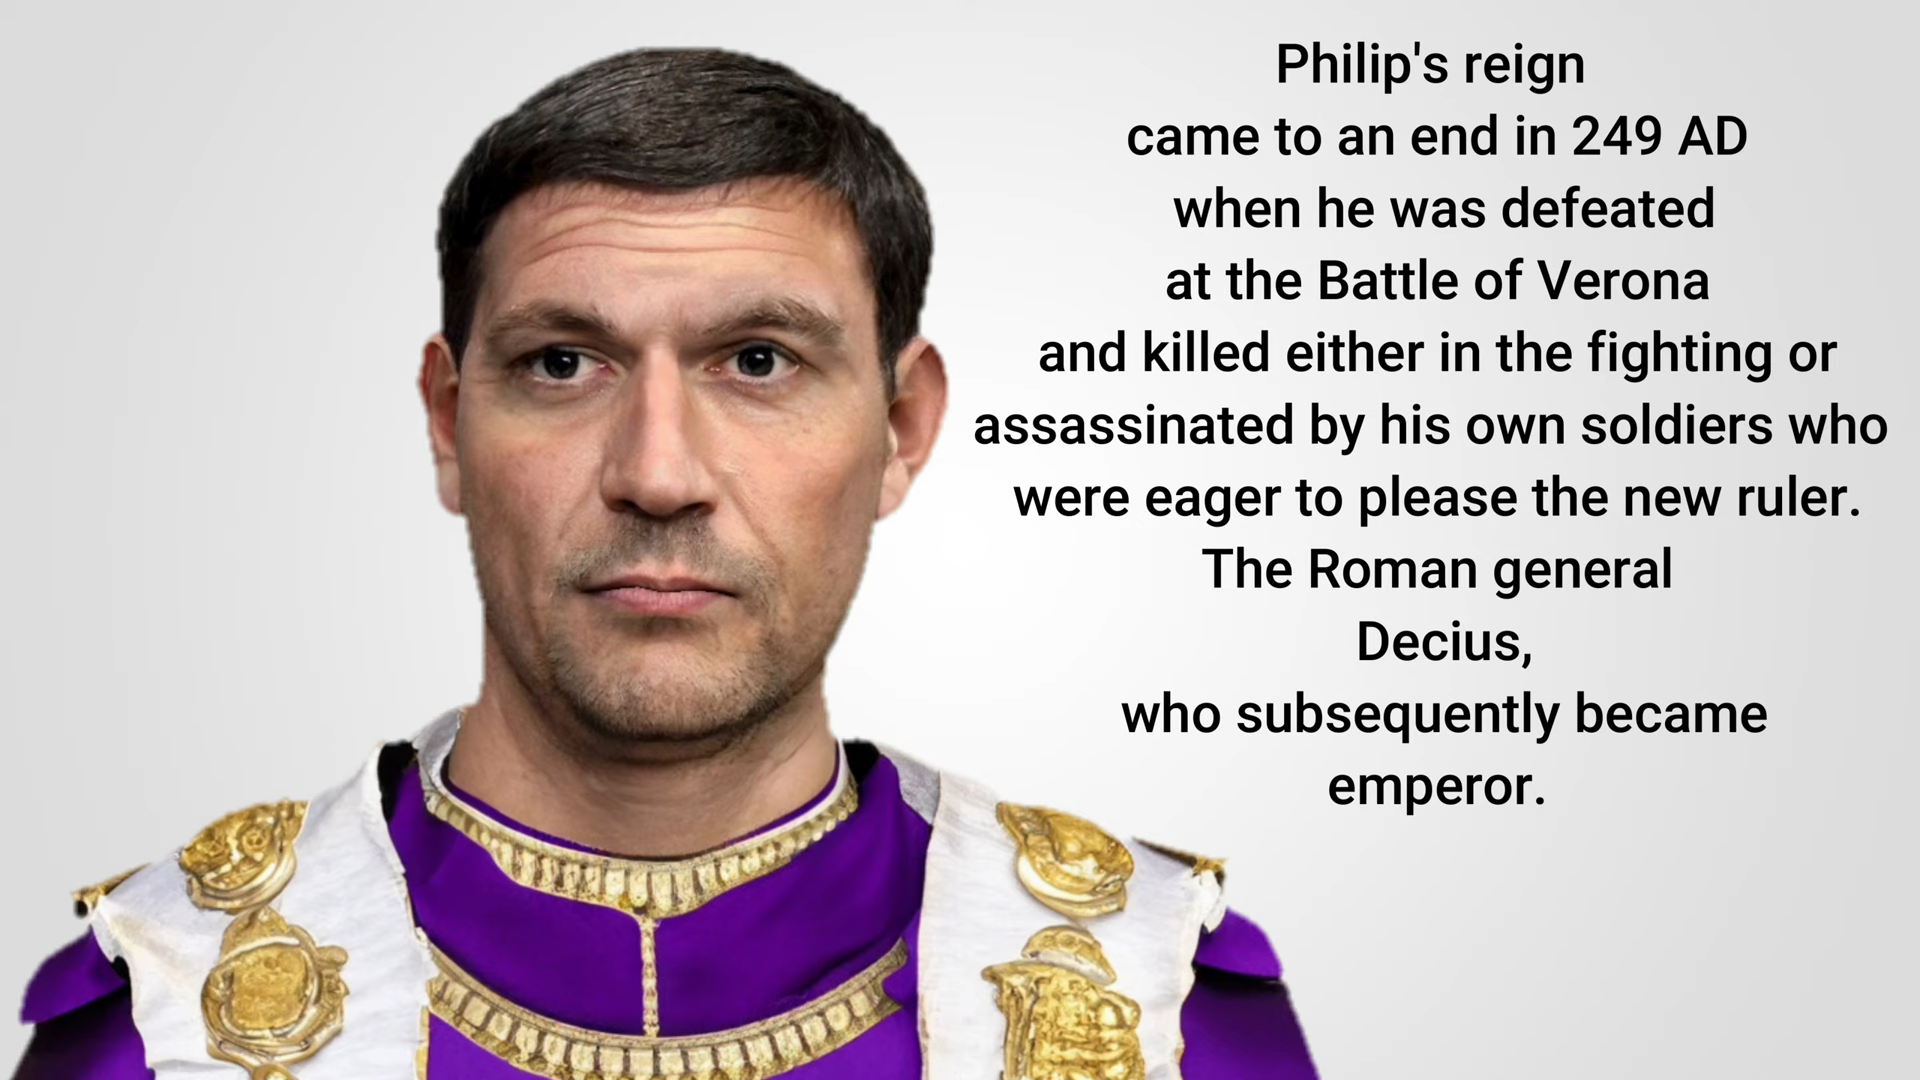 Philip's reign
came to an end in 249 AD
when he was defeated
at the Battle of Verona
and killed either in the fighting or
assassinated by his own soldiers who
were eager to please the new ruler.
The Roman general
Decius,
who subsequently became
emperor.